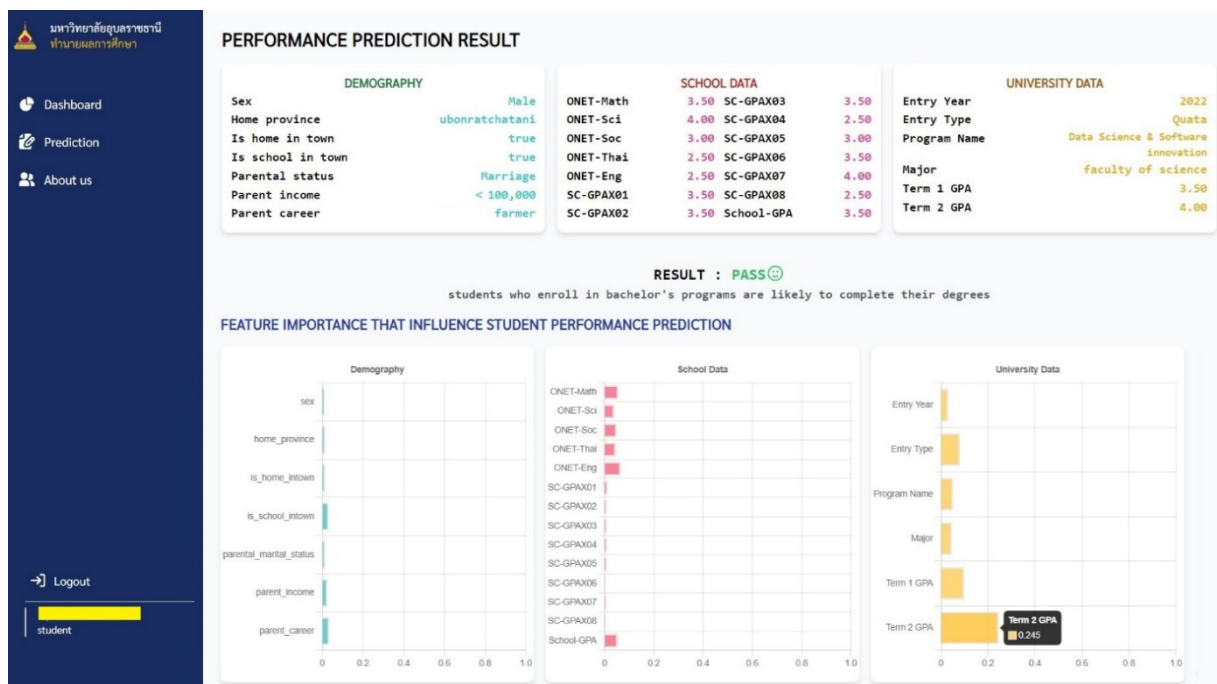 มหาวิทยาลัยอุบลราชธานี
ทำนายผลการศึกษา
Dashboard
Prediction
About us
Logout
student
PERFORMANCE PREDICTION RESULT
DEMOGRAPHY
Sex Male
Home province ubonratchatani
Is home in town true
Is school in town true
Parental status Marriage
Parent income < 100,000
Parent career farmer
SCHOOL DATA
ONET-Math 3.50 SC-GPAX03 3.50
ONET-Sci 4.00 SC-GPAX04 2.50
ONET-Soc 3.00 SC-GPAX05 3.00
ONET-Thai 2.50 SC-GPAX06 3.50
ONET-Eng 2.50 SC-GPAX07 4.00
SC-GPAX01 3.50 SC-GPAX08 2.50
SC-GPAX02 3.50 School-GPA 3.50
UNIVERSITY DATA
Entry Year 2022
Entry Type Quata
Program Name Data Science & Software
innovation
Major faculty of science
Term 1 GPA 3.50
Term 2 GPA 4.00
RESULT : PASS
students who enroll in bachelor's programs are likely to complete their degrees
FEATURE IMPORTANCE THAT INFLUENCE STUDENT PERFORMANCE PREDICTION
Demography
sex
home_province
is_home_intown
is_school_intown
parental_marital_status
parent_income
parent_career
0 0.2 0.4 0.6 0.8 1.0
School Data
ONET-Math
ONET-Sci
ONET-Soc
ONET-Thai
ONET-Eng
SC-GPAX01
SC-GPAX02
SC-GPAX03
SC-GPAX04
SC-GPAX05
SC-GPAX06
SC-GPAX07
SC-GPAX08
School-GPA
0 0.2 0.4 0.6 0.8 1.0
University Data
Entry Year
Entry Type
Program Name
Major
Term 1 GPA
Term 2 GPA
Term 2 GPA
0.245
0 0.2 0.4 0.6 0.8 1.0